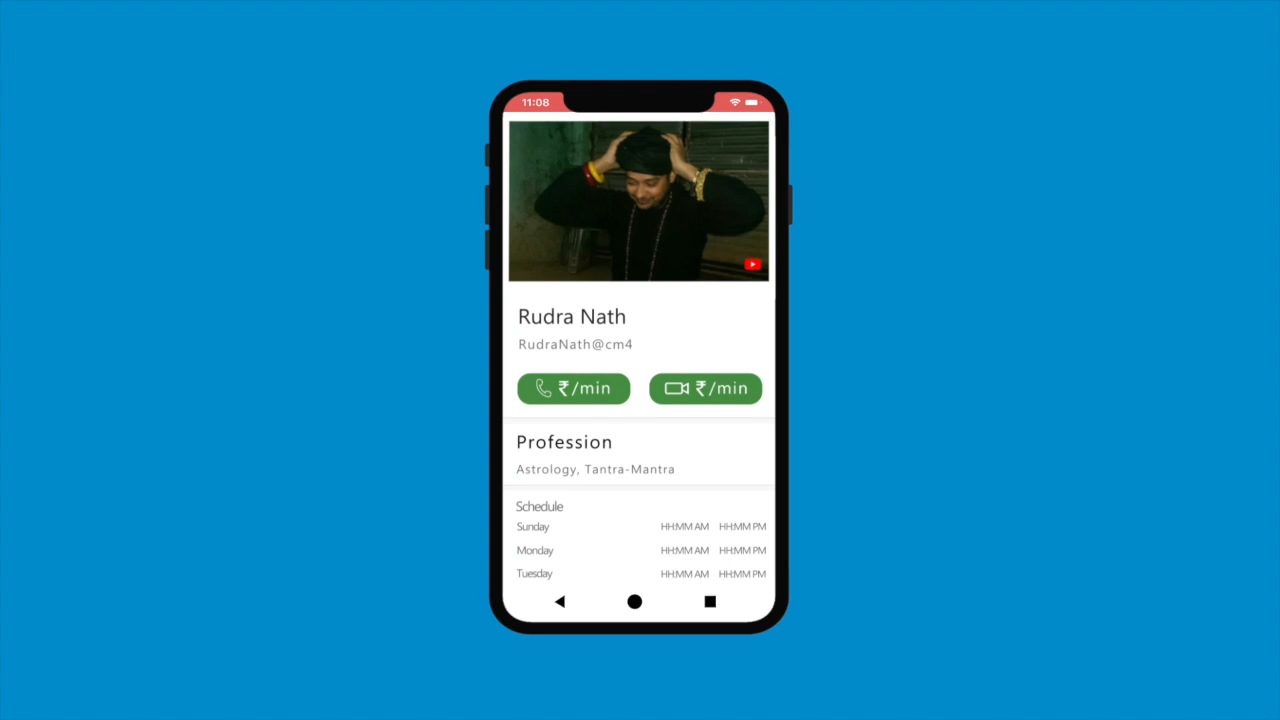 11:08
Rudra Nath
RudraNath@cm4
₹/min ₹/min
Profession
Astrology, Tantra-Mantra
Schedule
Sunday HH:MM AM HH:MM PM
Monday HH:MM AM HH:MM PM
Tuesday HH:MM AM HH:MM PM